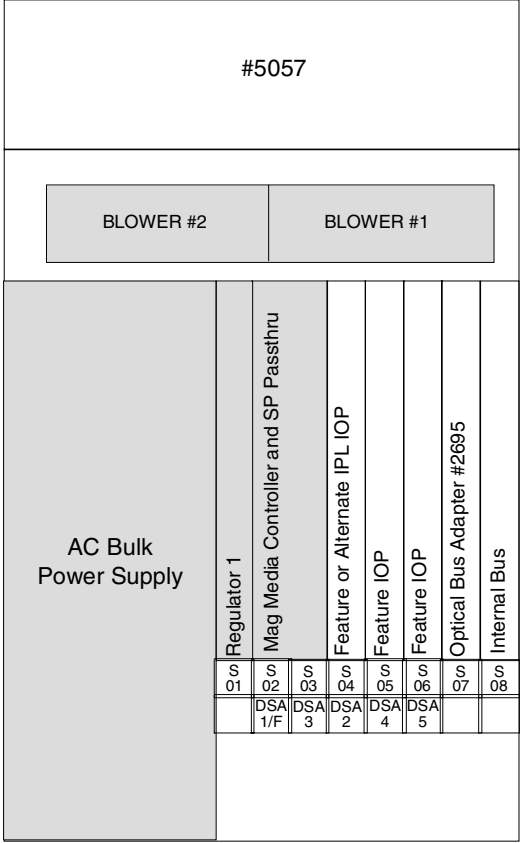 #5057
BLOWER #2
BLOWER #1
AC Bulk
Power Supply
Regulator 1
Mag Media Controller and SP Passthru
Feature or Alternate IPL IOP
Feature IOP
Feature IOP
Optical Bus Adapter #2695
Internal Bus
S S S S S S S S
01 02 03 04 05 06 07 08
DSA DSA DSA DSA DSA
1/F 3 2 4 5